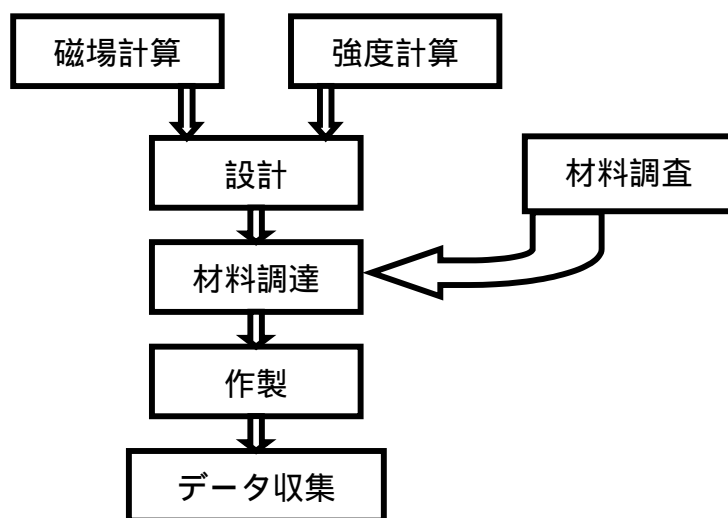 磁場計算
強度計算
設計
材料調査
材料調達
作製
データ収集